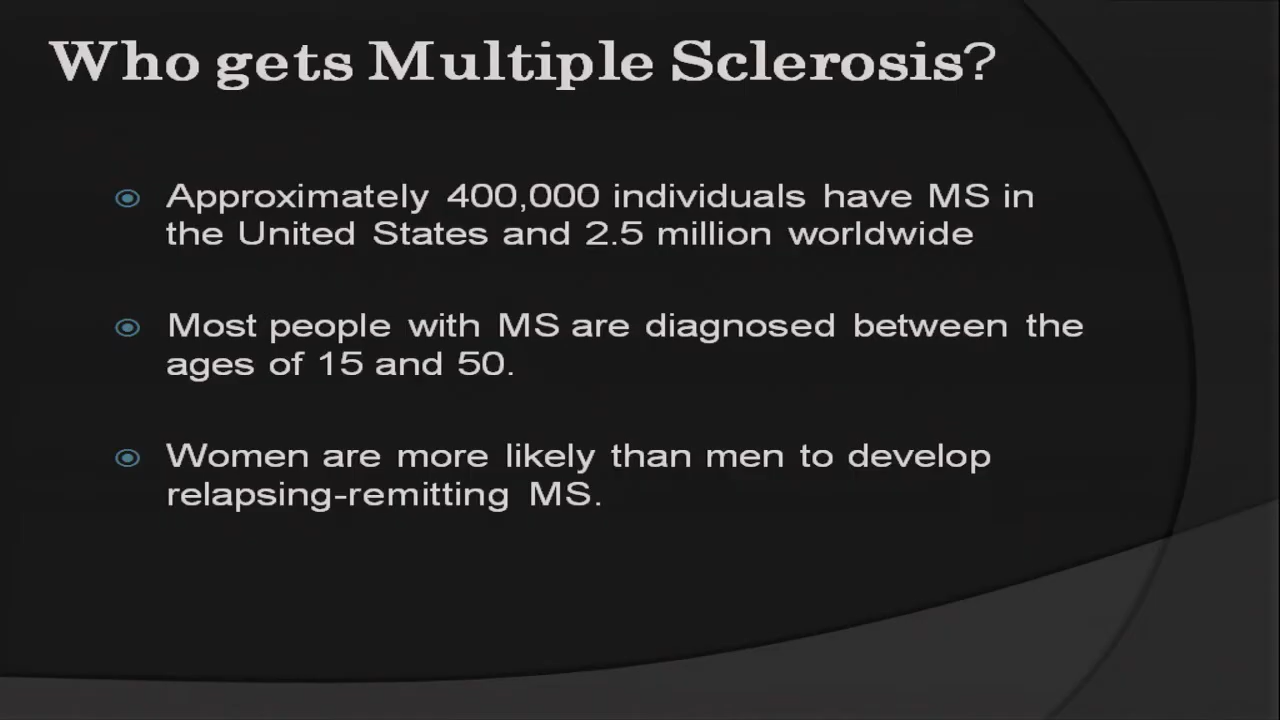 Who gets Multiple Sclerosis?
Approximately 400,000 individuals have MS in
the United States and 2.5 million worldwide
Most people with MS are diagnosed between the
ages of 15 and 50.
Women are more likely than men to develop
relapsing-remitting MS.